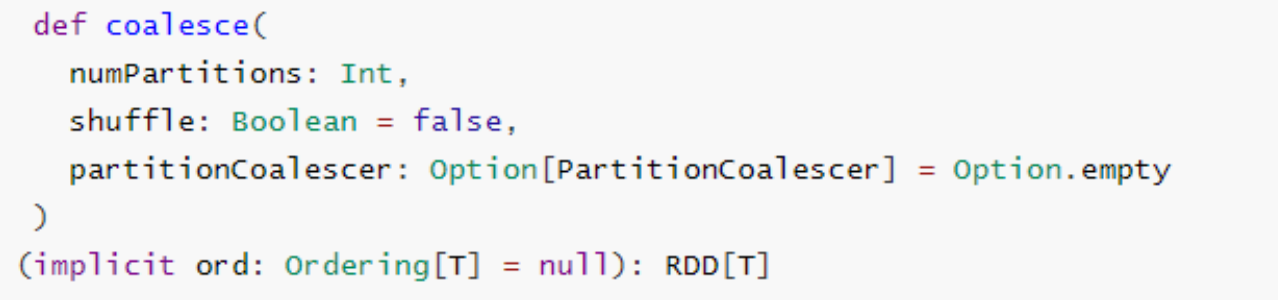 def coalesce(
numPartitions: Int,
shuffle: Boolean = false,
partitionCoalescer: Option[PartitionCoalescer] = Option.empty
)
(implicit ord: Ordering[T] = null): RDD[T]